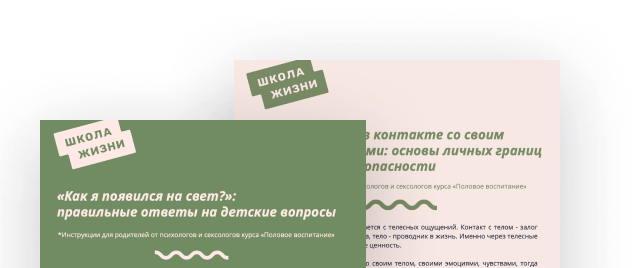 ШКОЛА
ЖИЗНИ
в контакте со своим
ми: основы личных границ
опасности
ологов и сексологов курса «Половое воспитание»
ется с телесных ощущений. Контакт с телом - залог
а, тело - проводник в жизнь. Именно через телесные
е ценность.
о своим телом, своими эмоциями, чувствами, тогда
ШКОЛА
ЖИЗНИ
«Как я появился на свет?»:
правильные ответы на детские вопросы
*Инструкции для родителей от психологов и сексологов курса «Половое воспитание»